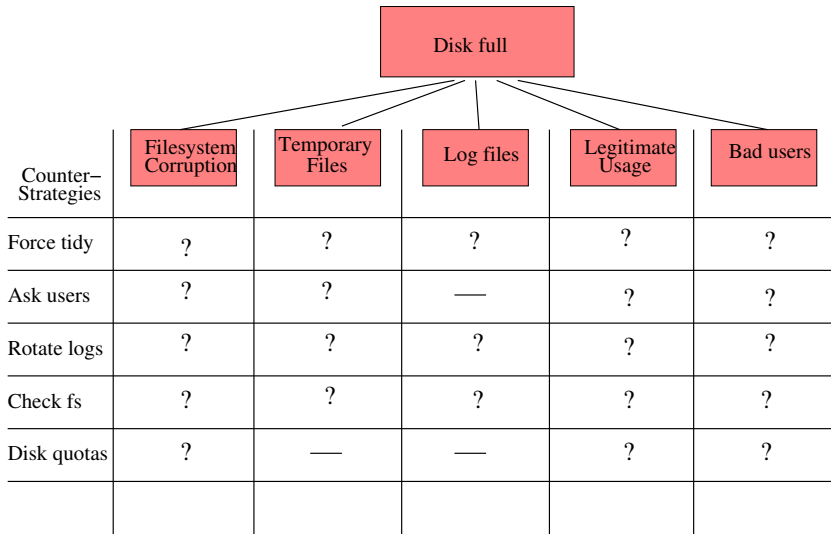 Disk full
Filesystem
Corruption
Temporary
Files
Log files
Legitimate
Usage
Bad users
Counter–
Strategies
Force tidy ? ? ? ? ?
Ask users ? ? — ? ?
Rotate logs ? ? ? ? ?
Check fs ? ? ? ? ?
Disk quotas ? — — ? ?